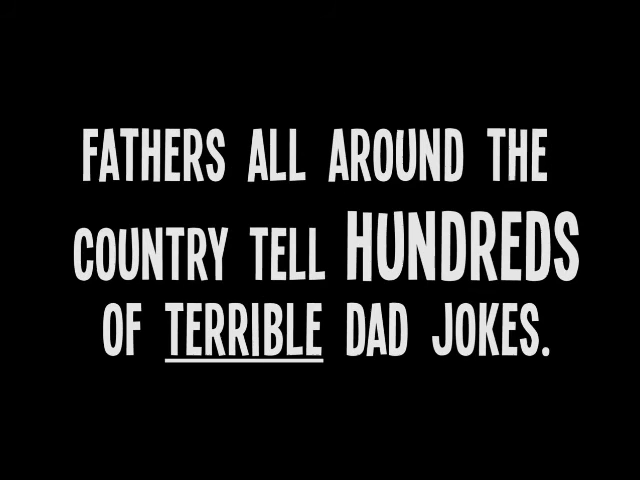 FATHERS ALL AROUND THE
COUNTRY TELL HUNDREDS
OF TERRIBLE DAD JOKES.